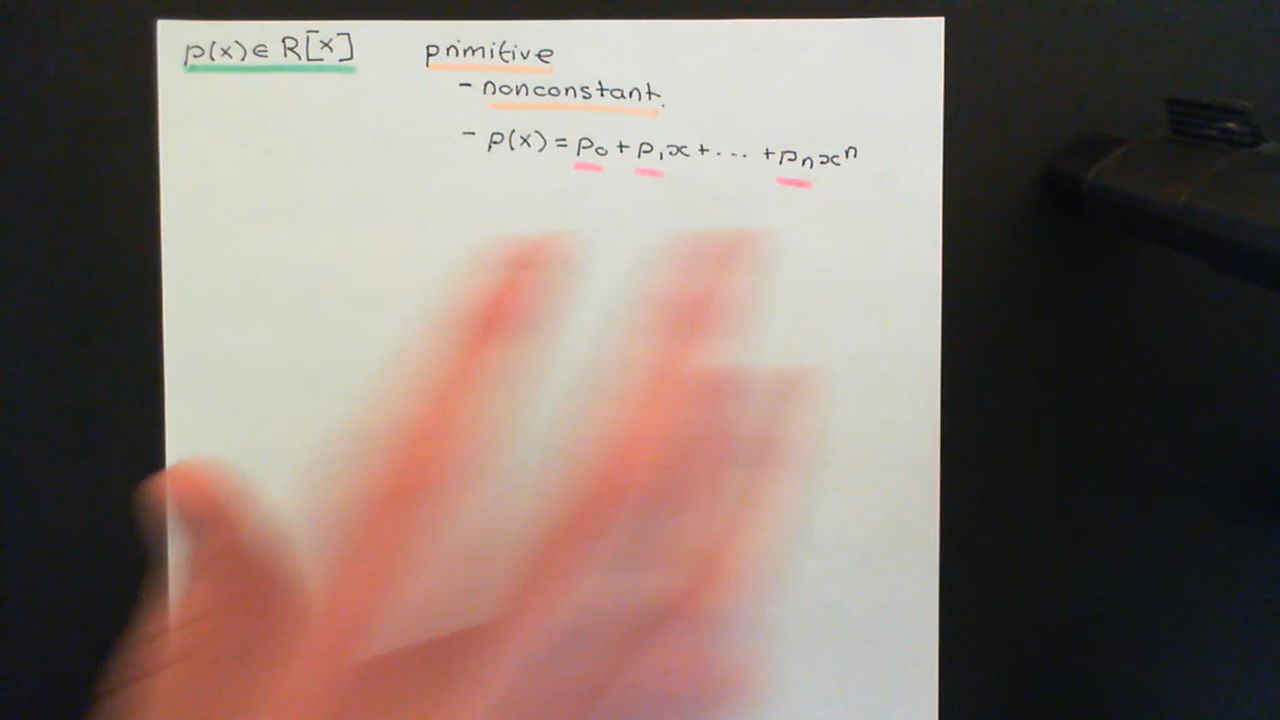 p(x) ∈ R[x] primitive
- nonconstant.
- p(x) = p₀ + p₁x + ... + pₙxⁿ